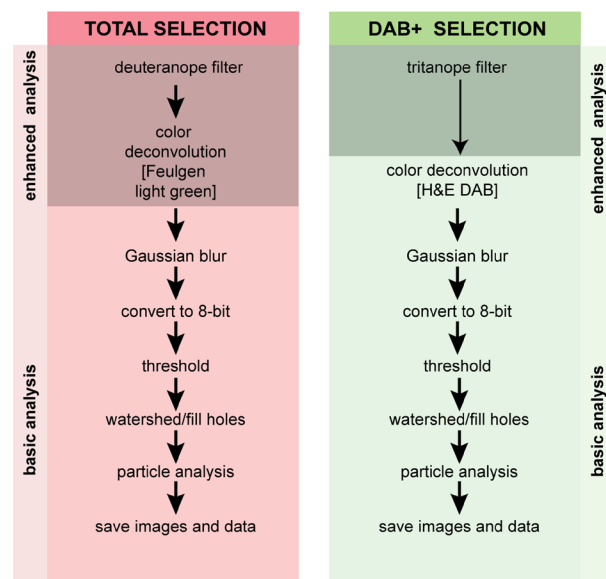 TOTAL SELECTION
enhanced analysis
deuteranope filter
color
deconvolution
[Feulgen
light green]
Gaussian blur
convert to 8-bit
threshold
basic analysis
watershed/fill holes
particle analysis
save images and data
DAB+ SELECTION
enhanced analysis
tritanope filter
color deconvolution
[H&E DAB]
Gaussian blur
convert to 8-bit
threshold
basic analysis
watershed/fill holes
particle analysis
save images and data